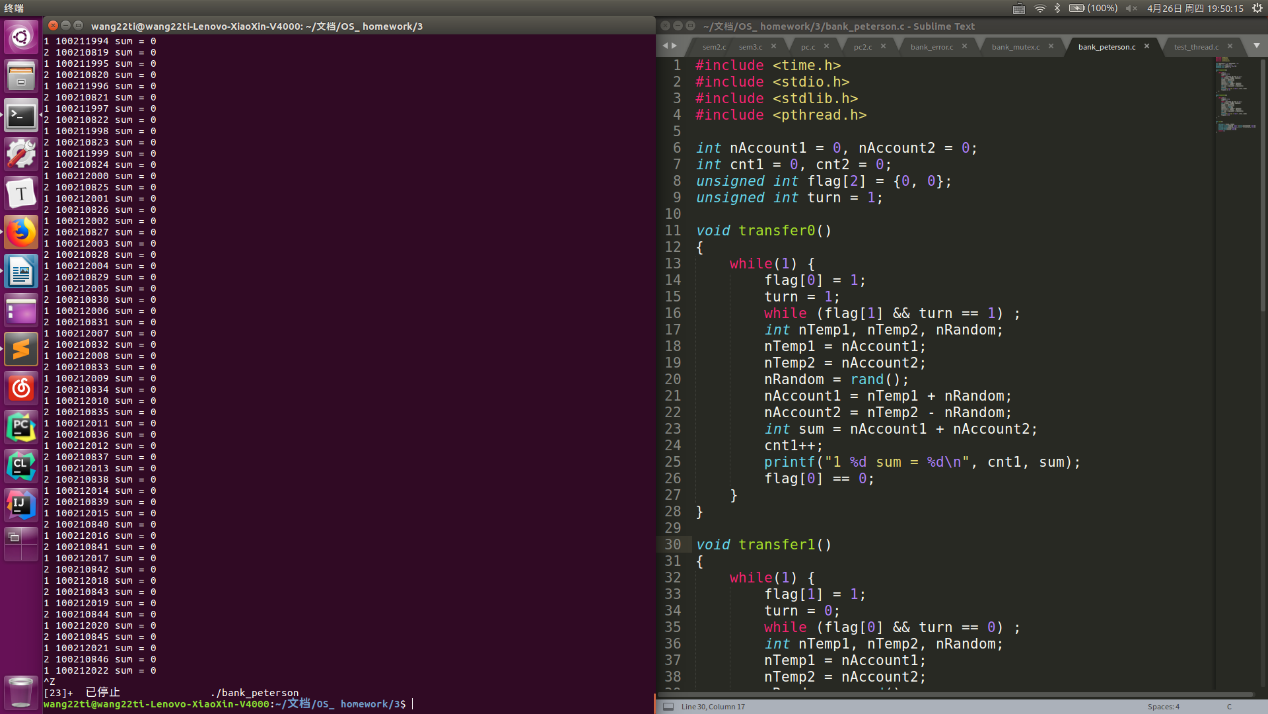 终端
(100%)
4月26日 周四 19:50:15
wang22ti@wang22ti-Lenovo-XiaoXin-V4000: ~/文档/OS_ homework/3
1 100211994 sum = 0
2 100210819 sum = 0
1 100211995 sum = 0
2 100210820 sum = 0
1 100211996 sum = 0
2 100210821 sum = 0
1 100211997 sum = 0
2 100210822 sum = 0
1 100211998 sum = 0
2 100210823 sum = 0
1 100211999 sum = 0
2 100210824 sum = 0
1 100212000 sum = 0
2 100210825 sum = 0
1 100212001 sum = 0
2 100210826 sum = 0
1 100212002 sum = 0
2 100210827 sum = 0
1 100212003 sum = 0
2 100210828 sum = 0
1 100212004 sum = 0
2 100210829 sum = 0
1 100212005 sum = 0
2 100210830 sum = 0
1 100212006 sum = 0
2 100210831 sum = 0
1 100212007 sum = 0
2 100210832 sum = 0
1 100212008 sum = 0
2 100210833 sum = 0
1 100212009 sum = 0
2 100210834 sum = 0
1 100212010 sum = 0
2 100210835 sum = 0
1 100212011 sum = 0
2 100210836 sum = 0
1 100212012 sum = 0
2 100210837 sum = 0
1 100212013 sum = 0
2 100210838 sum = 0
1 100212014 sum = 0
2 100210839 sum = 0
1 100212015 sum = 0
2 100210840 sum = 0
1 100212016 sum = 0
2 100210841 sum = 0
1 100212017 sum = 0
2 100210842 sum = 0
1 100212018 sum = 0
2 100210843 sum = 0
1 100212019 sum = 0
2 100210844 sum = 0
1 100212020 sum = 0
2 100210845 sum = 0
1 100212021 sum = 0
2 100210846 sum = 0
1 100212022 sum = 0
^Z
[23]+ 已停止 ./bank_peterson
wang22ti@wang22ti-Lenovo-XiaoXin-V4000:~/文档/OS_ homework/3$
~/文档/OS_ homework/3/bank_peterson.c - Sublime Text
sem2.c sem3.c pc.c pc2.c bank_error.c bank_mutex.c bank_peterson.c test_thread.c
1 #include <time.h>
2 #include <stdio.h>
3 #include <stdlib.h>
4 #include <pthread.h>
5
6 int nAccount1 = 0, nAccount2 = 0;
7 int cnt1 = 0, cnt2 = 0;
8 unsigned int flag[2] = {0, 0};
9 unsigned int turn = 1;
10
11 void transfer0()
12 {
13 while(1) {
14 flag[0] = 1;
15 turn = 1;
16 while (flag[1] && turn == 1) ;
17 int nTemp1, nTemp2, nRandom;
18 nTemp1 = nAccount1;
19 nTemp2 = nAccount2;
20 nRandom = rand();
21 nAccount1 = nTemp1 + nRandom;
22 nAccount2 = nTemp2 - nRandom;
23 int sum = nAccount1 + nAccount2;
24 cnt1++;
25 printf("1 %d sum = %d\n", cnt1, sum);
26 flag[0] == 0;
27 }
28 }
29
30 void transfer1()
31 {
32 while(1) {
33 flag[1] = 1;
34 turn = 0;
35 while (flag[0] && turn == 0) ;
36 int nTemp1, nTemp2, nRandom;
37 nTemp1 = nAccount1;
38 nTemp2 = nAccount2;
Line 30, Column 17
Spaces: 4
C